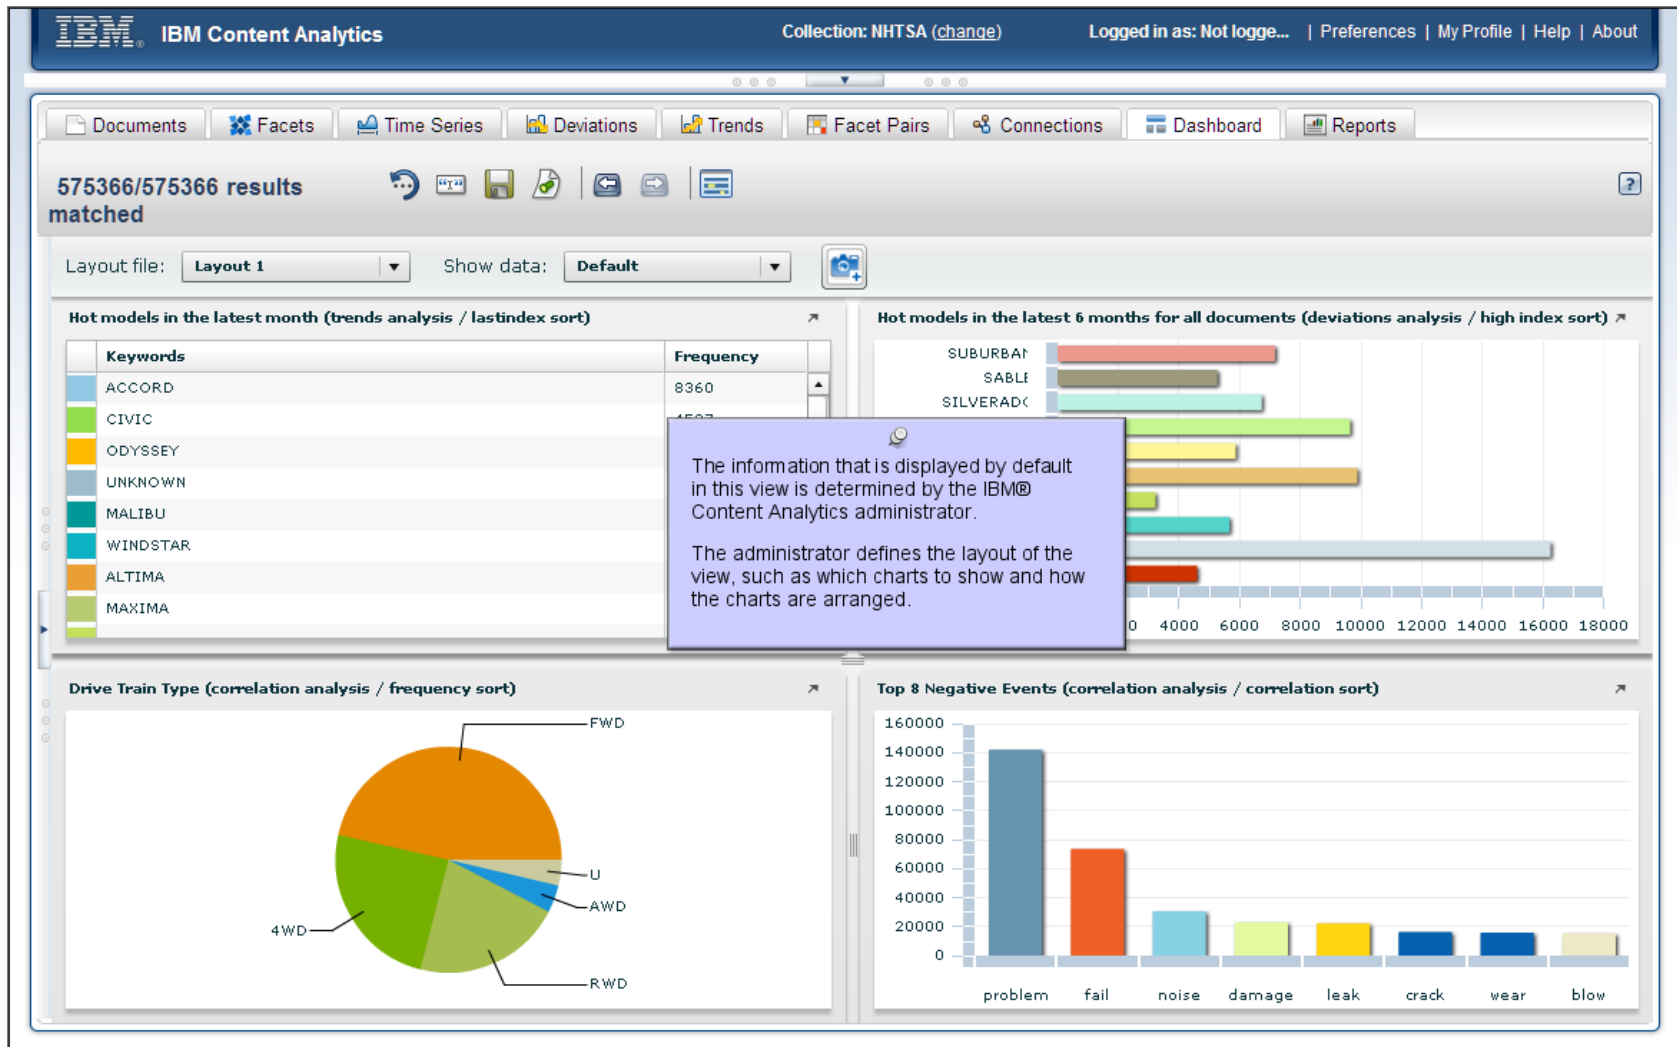 IBM® IBM Content Analytics
Collection: NHTSA (change)
Logged in as: Not logge... | Preferences | My Profile | Help | About
Documents
Facets
Time Series
Deviations
Trends
Facet Pairs
Connections
Dashboard
Reports
575366/575366 results
matched
Layout file: Layout 1
Show data: Default
Hot models in the latest month (trends analysis / lastindex sort)
Keywords Frequency
ACCORD 8360
CIVIC
ODYSSEY
UNKNOWN
MALIBU
WINDSTAR
ALTIMA
MAXIMA
Hot models in the latest 6 months for all documents (deviations analysis / high index sort)
SUBURBAN
SABLE
SILVERADO
0 4000 6000 8000 10000 12000 14000 16000 18000
The information that is displayed by default
in this view is determined by the IBM®
Content Analytics administrator.
The administrator defines the layout of the
view, such as which charts to show and how
the charts are arranged.
Drive Train Type (correlation analysis / frequency sort)
FWD
U
AWD
4WD
RWD
Top 8 Negative Events (correlation analysis / correlation sort)
160000
140000
120000
100000
80000
60000
40000
20000
0
problem fail noise damage leak crack wear blow